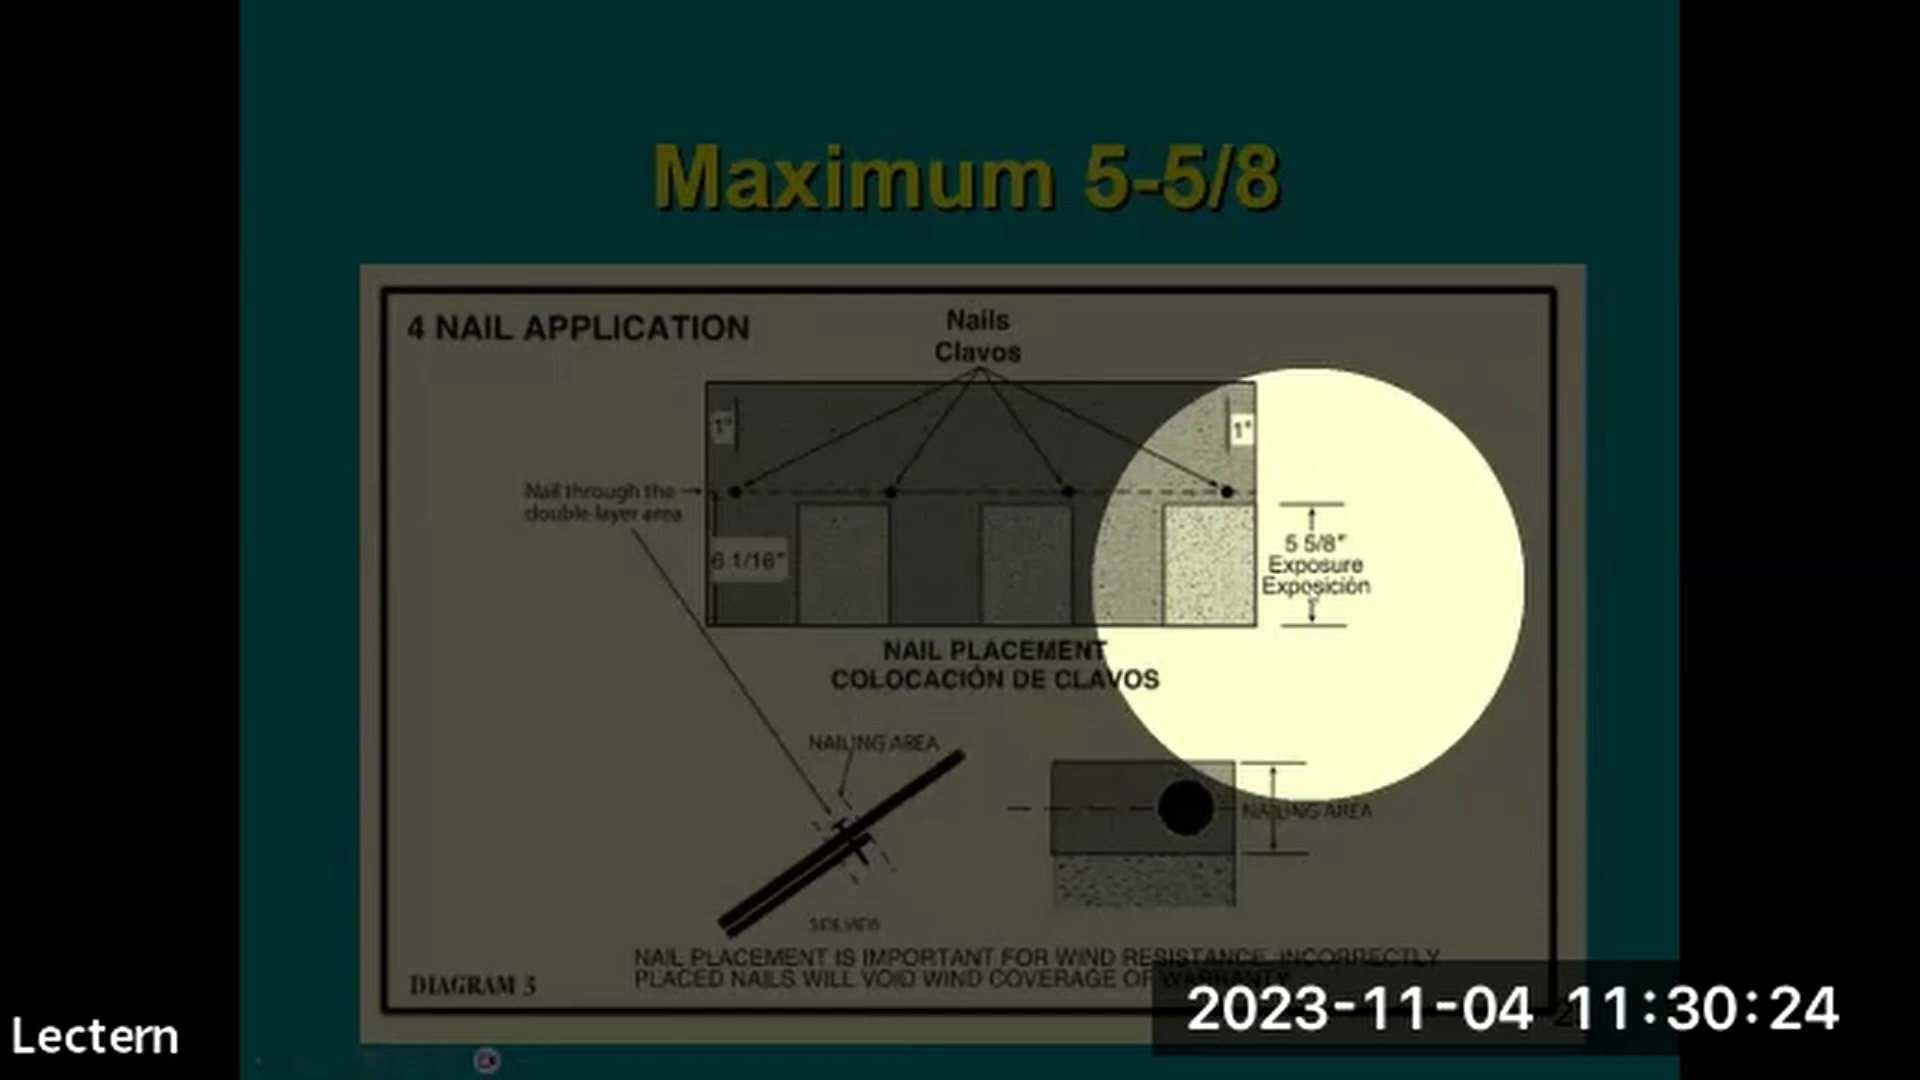 Maximum 5-5/8
4 NAIL APPLICATION
Nails
Clavos
1"
1"
Nail through the
double layer area
6 1/16"
5 5/8"
Exposure
Exposición
NAIL PLACEMENT
COLOCACIÓN DE CLAVOS
NAILING AREA
NAILING AREA
SIDE VIEW
NAIL PLACEMENT IS IMPORTANT FOR WIND RESISTANCE. INCORRECTLY
PLACED NAILS WILL VOID WIND COVERAGE OF WARRANTY
DIAGRAM 3
2023-11-04 11:30:24
Lectern